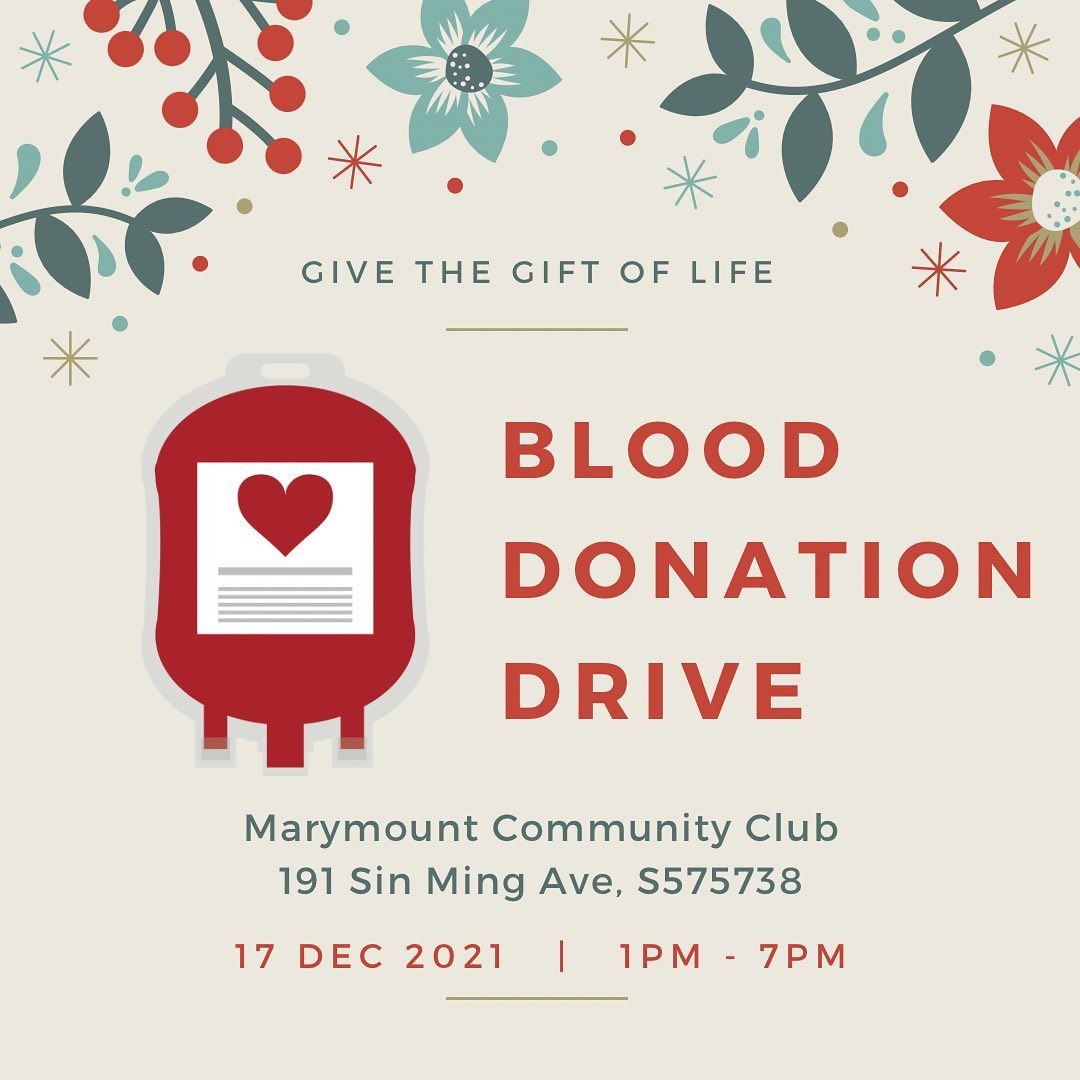 GIVE THE GIFT OF LIFE
BLOOD
DONATION
DRIVE
Marymount Community Club
191 Sin Ming Ave, S575738
17 DEC 2021 | 1PM - 7PM